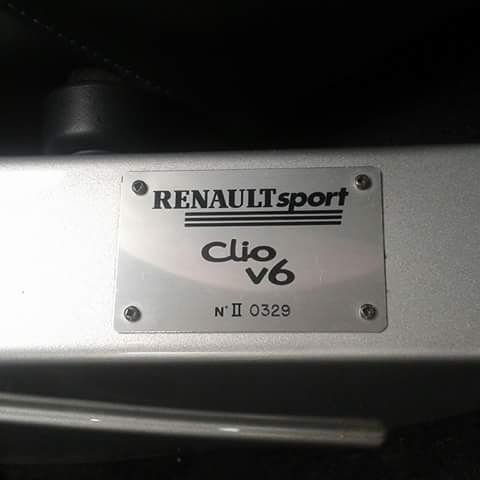 RENAULTsport
Clio
v6
N° II 0329